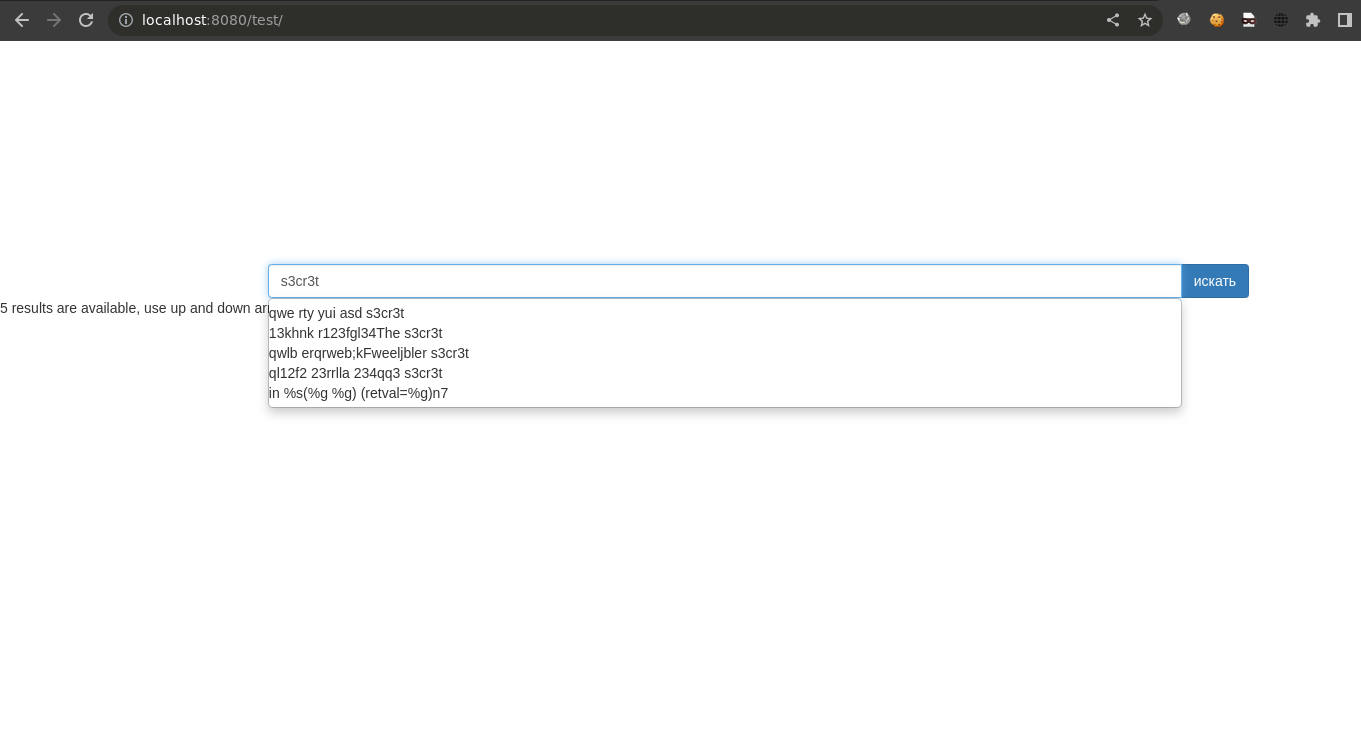 localhost:8080/test/
s3cr3t
искать
5 results are available, use up and down
qwe rty yui asd s3cr3t
13khnk r123fgl34The s3cr3t
qwlb erqrweb;kFweeljbler s3cr3t
ql12f2 23rrlla 234qq3 s3cr3t
in %s(%g %g) (retval=%g)n7